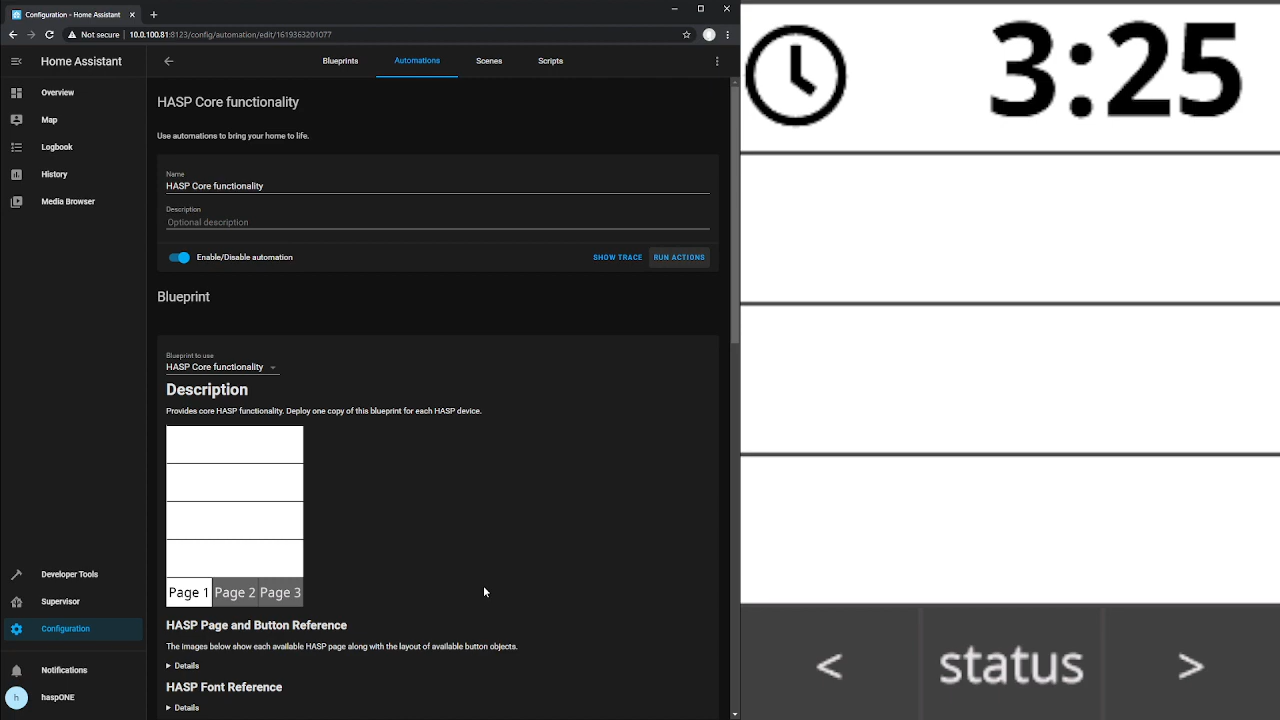 Configuration - Home Assistant
Not secure | 10.0.100.81:8123/config/automation/edit/1619363201077
Home Assistant
Blueprints
Automations
Scenes
Scripts
Overview
Map
Logbook
History
Media Browser
Developer Tools
Supervisor
Configuration
Notifications
h
haspONE
HASP Core functionality
Use automations to bring your home to life.
Name
HASP Core functionality
Description
Optional description
Enable/Disable automation
SHOW TRACE
RUN ACTIONS
Blueprint
Blueprint to use
HASP Core functionality
Description
Provides core HASP functionality. Deploy one copy of this blueprint for each HASP device.
Page 1
Page 2
Page 3
HASP Page and Button Reference
The images below show each available HASP page along with the layout of available button objects.
Details
HASP Font Reference
Details
3:25
<
status
>